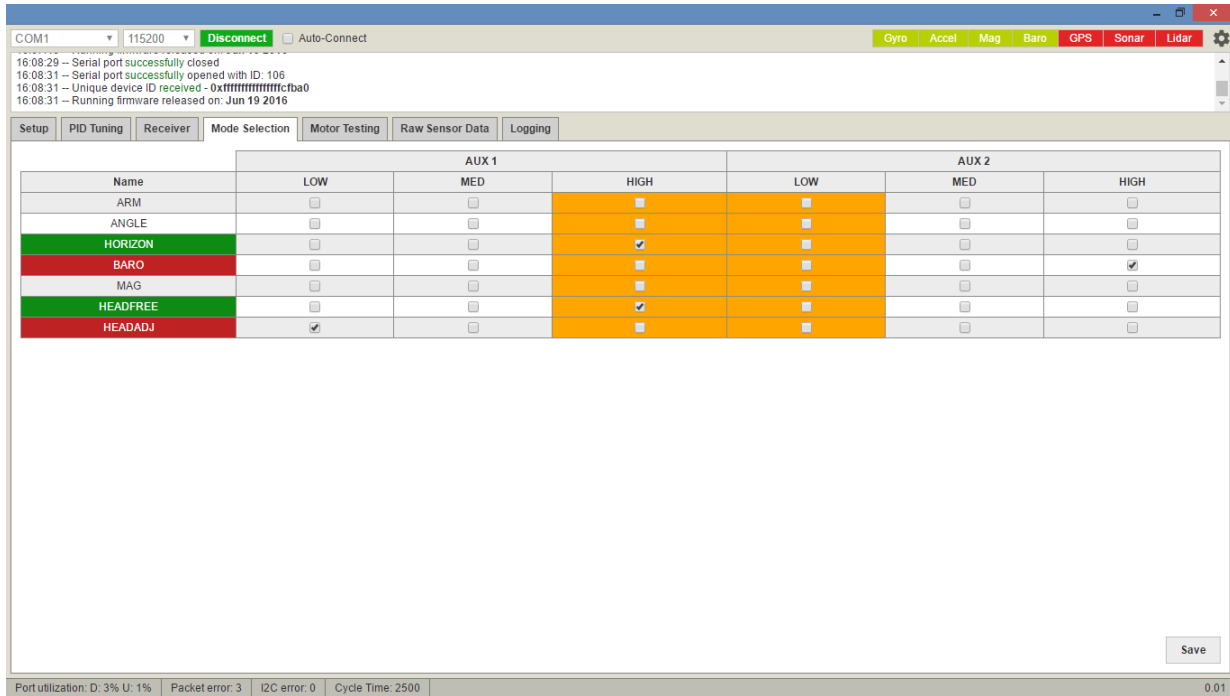 COM1 115200 Disconnect Auto-Connect Gyro Accel Mag Baro GPS Sonar Lidar
16:08:29 -- Serial port successfully closed
16:08:31 -- Serial port successfully opened with ID: 106
16:08:31 -- Unique device ID received - 0xfffffffffffffffcfba0
16:08:31 -- Running firmware released on: Jun 19 2016
Setup PID Tuning Receiver Mode Selection Motor Testing Raw Sensor Data Logging
AUX 1 AUX 2
Name LOW MED HIGH LOW MED HIGH
ARM
ANGLE
HORIZON
BARO
MAG
HEADFREE
HEADADJ
Save
Port utilization: D: 3% U: 1% Packet error: 3 I2C error: 0 Cycle Time: 2500 0.01